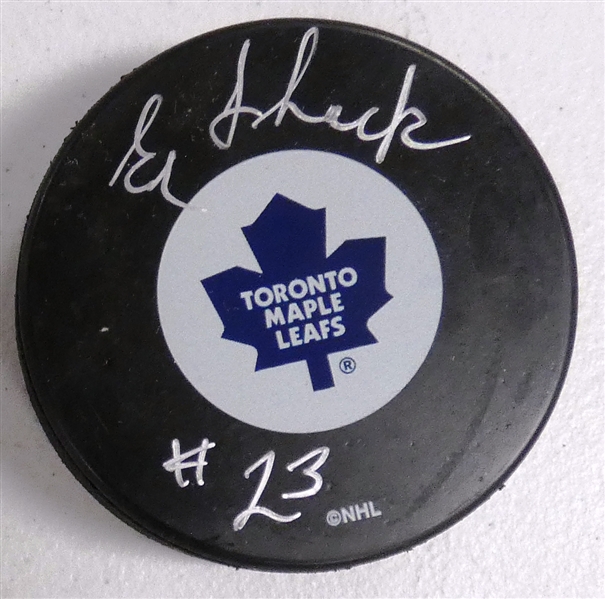 Ed Shack
TORONTO
MAPLE
LEAFS
®
# 23
©NHL